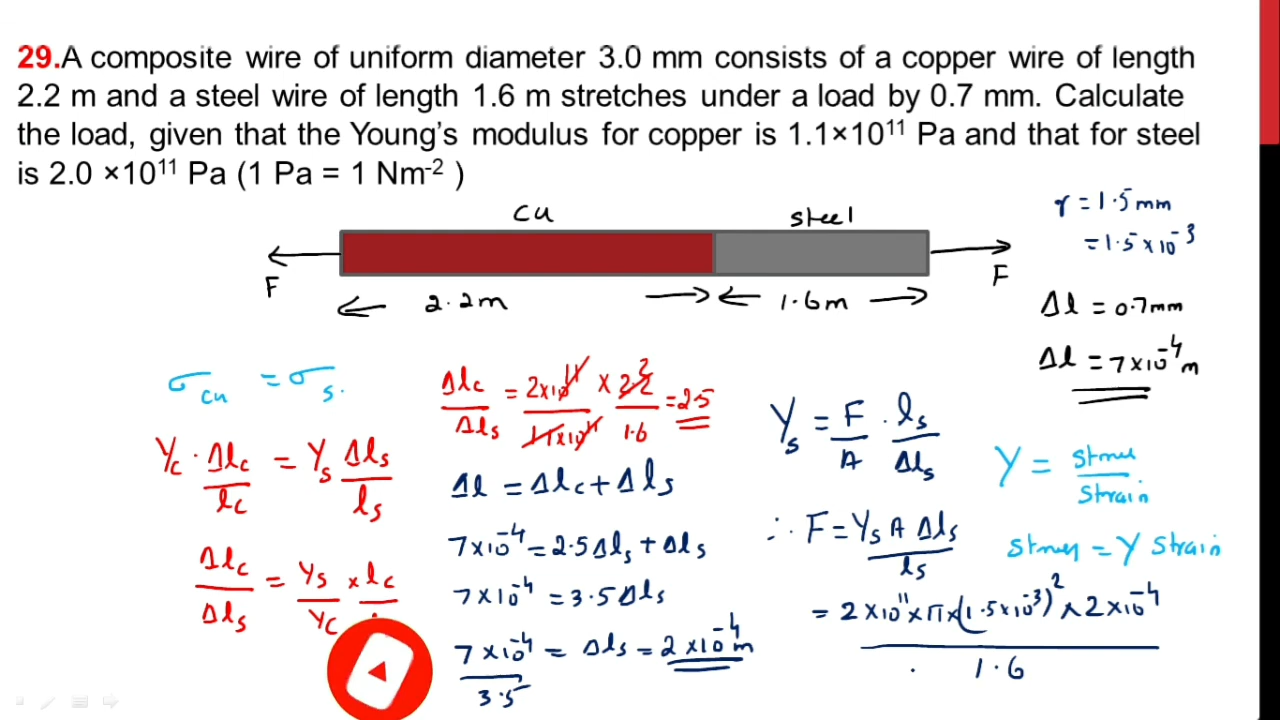 29.A composite wire of uniform diameter 3.0 mm consists of a copper wire of length
2.2 m and a steel wire of length 1.6 m stretches under a load by 0.7 mm. Calculate
the load, given that the Young's modulus for copper is 1.1×10¹¹ Pa and that for steel
is 2.0 ×10¹¹ Pa (1 Pa = 1 Nm⁻² )
cu
steel
F
F
2.2m
1.6m
r = 1.5mm
= 1.5×10⁻³
Δl = 0.7mm
Δl = 7×10⁻⁴m
σcu = σs.
Yc · Δlc/lc = Ys Δls/ls
Δlc/Δls = Ys/Yc × lc/
Δlc/Δls = 2×10¹¹/1.1×10¹¹ × 2.2/1.6 = 2.5
Δl = Δlc + Δls
7×10⁻⁴ = 2.5Δls + Δls
7×10⁻⁴ = 3.5Δls
7×10⁻⁴/3.5 = Δls = 2×10⁻⁴m
Ys = F/A · ls/Δls
∴ F = Ys A Δls/ls
= 2×10¹¹×π×(1.5×10⁻³)²×2×10⁻⁴/1.6
Y = stress/strain
stress = Y strain